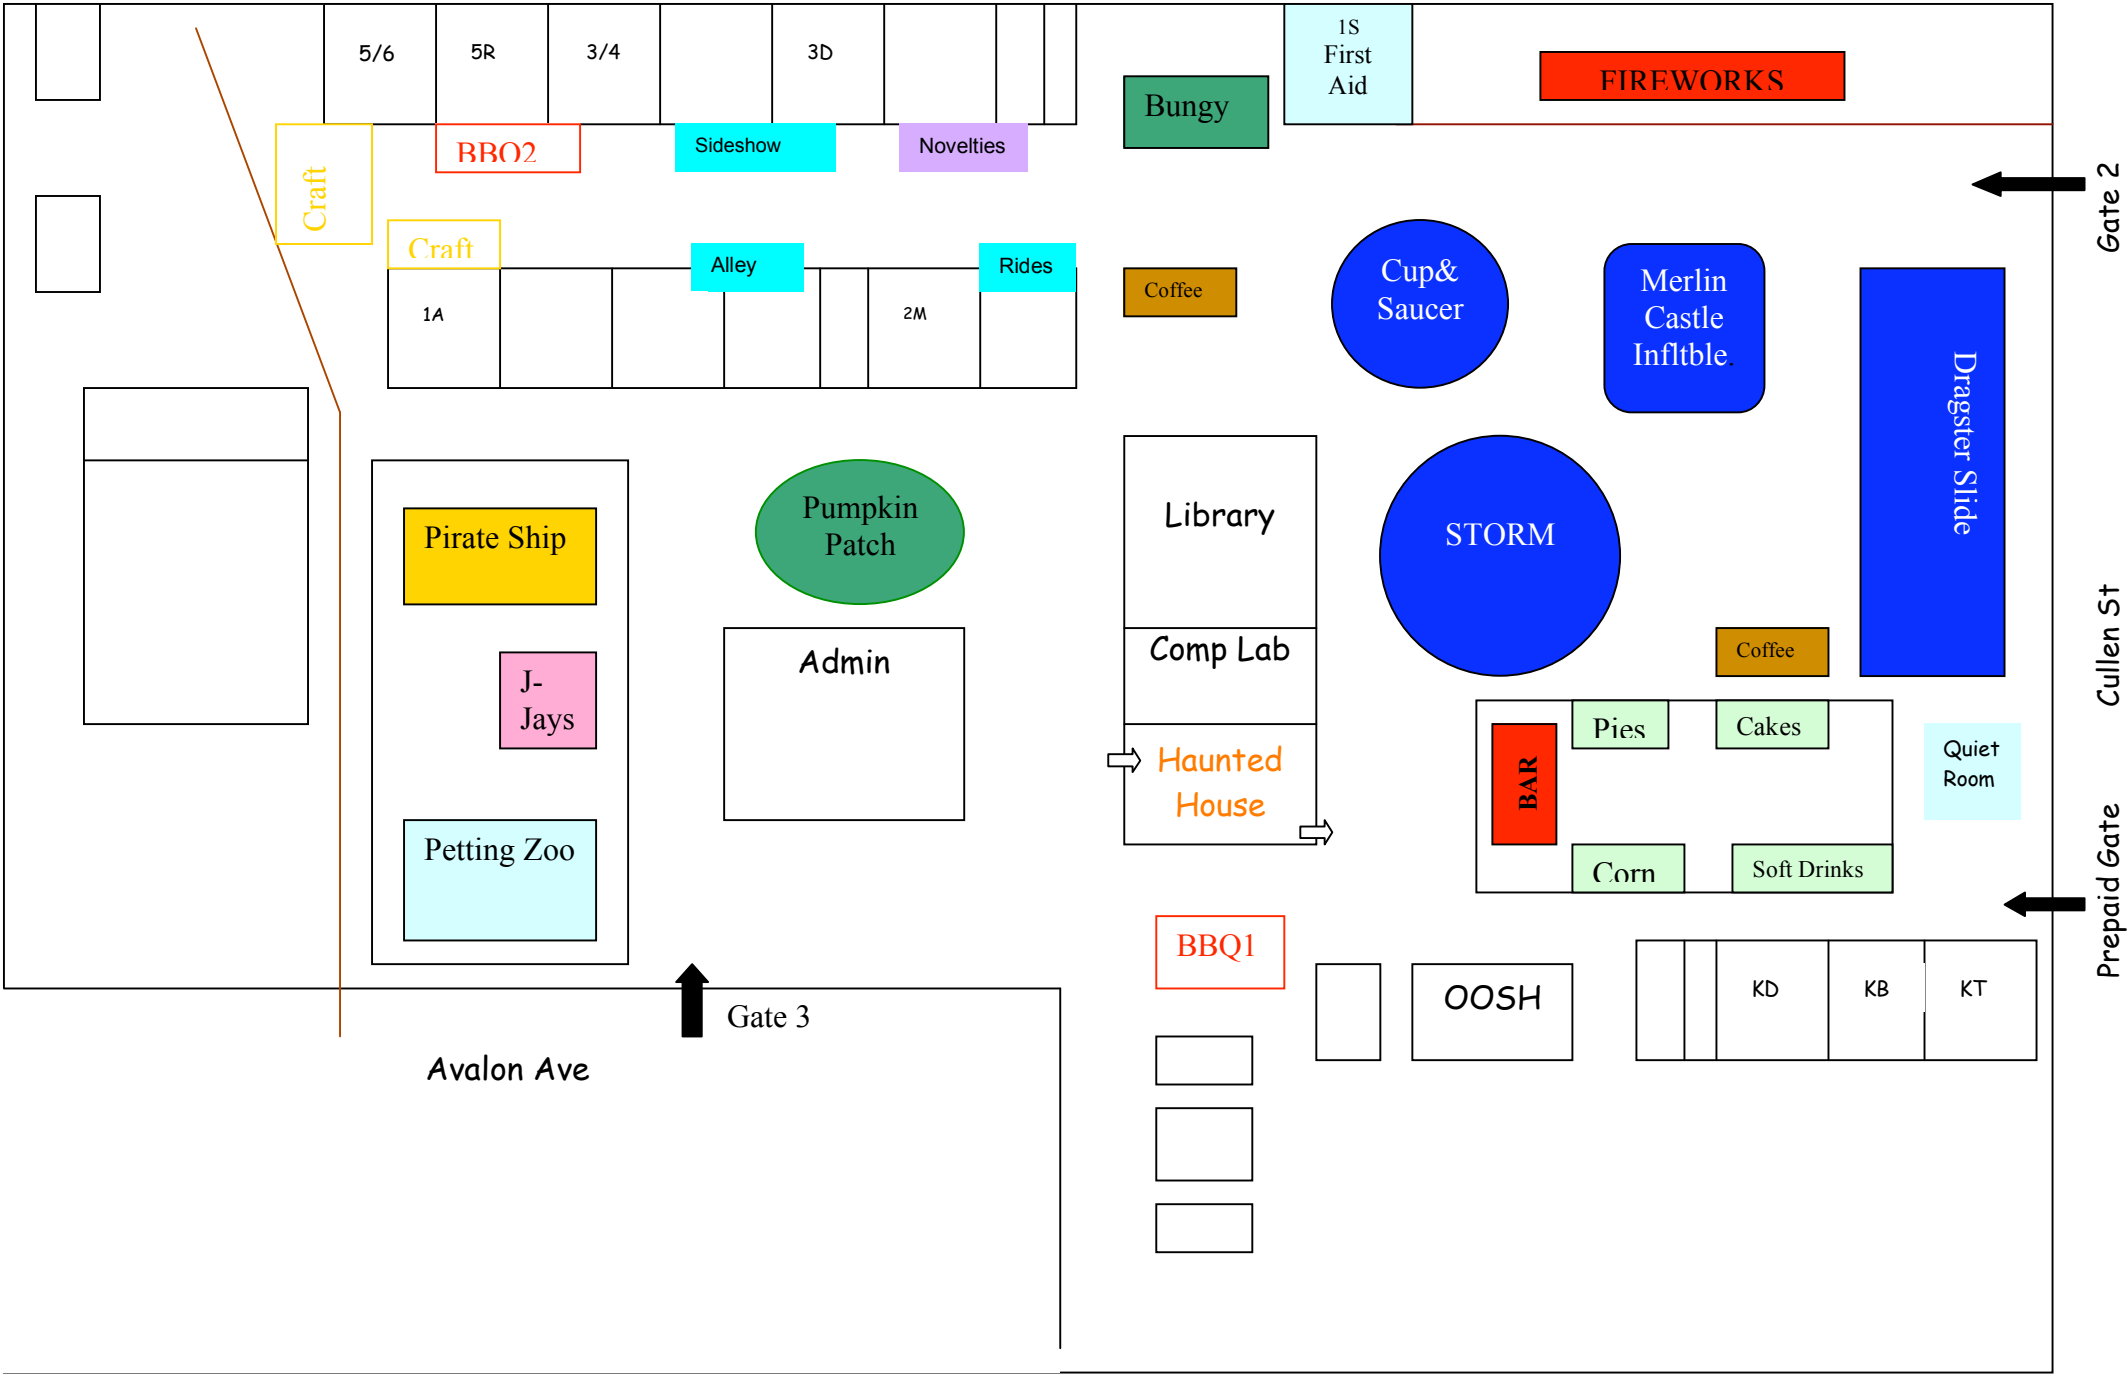 5/6
5R
3/4
3D
1S
First
Aid
FIREWORKS
Bungy
BBQ2
Sideshow
Novelties
Craft
Gate 2
Craft
Alley
Rides
Coffee
Cup&
Saucer
Merlin
Castle
Infltble.
1A
2M
Dragster Slide
Pirate Ship
Pumpkin
Patch
Library
STORM
Cullen St
J-
Jays
Admin
Comp Lab
Coffee
Pies
Cakes
Quiet
Room
Haunted
House
BAR
Petting Zoo
Corn
Soft Drinks
Prepaid Gate
BBQ1
OOSH
KD
KB
KT
Gate 3
Avalon Ave